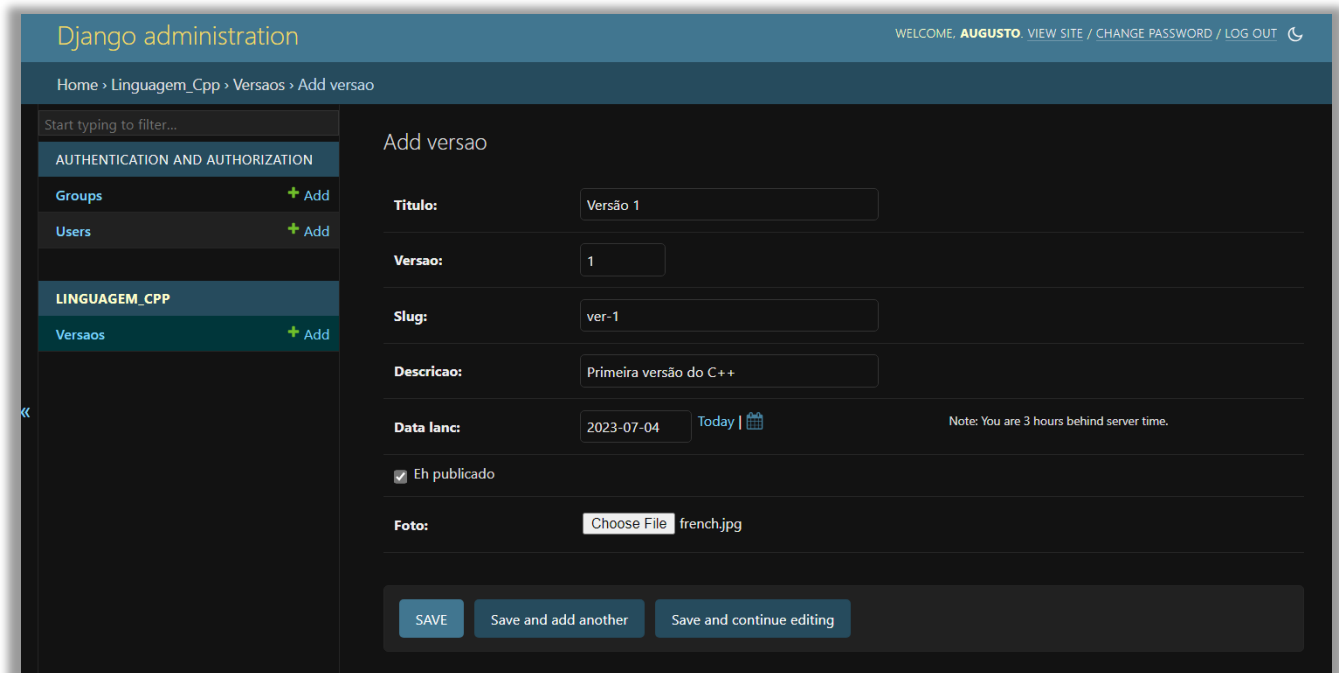 Django administration
WELCOME, AUGUSTO. VIEW SITE / CHANGE PASSWORD / LOG OUT
Home › Linguagem_Cpp › Versaos › Add versao
Start typing to filter...
AUTHENTICATION AND AUTHORIZATION
Groups + Add
Users + Add
LINGUAGEM_CPP
Versaos + Add
«
Add versao
Titulo: Versão 1
Versao: 1
Slug: ver-1
Descricao: Primeira versão do C++
Data lanc: 2023-07-04 Today | Note: You are 3 hours behind server time.
Eh publicado
Foto: Choose File french.jpg
SAVE Save and add another Save and continue editing